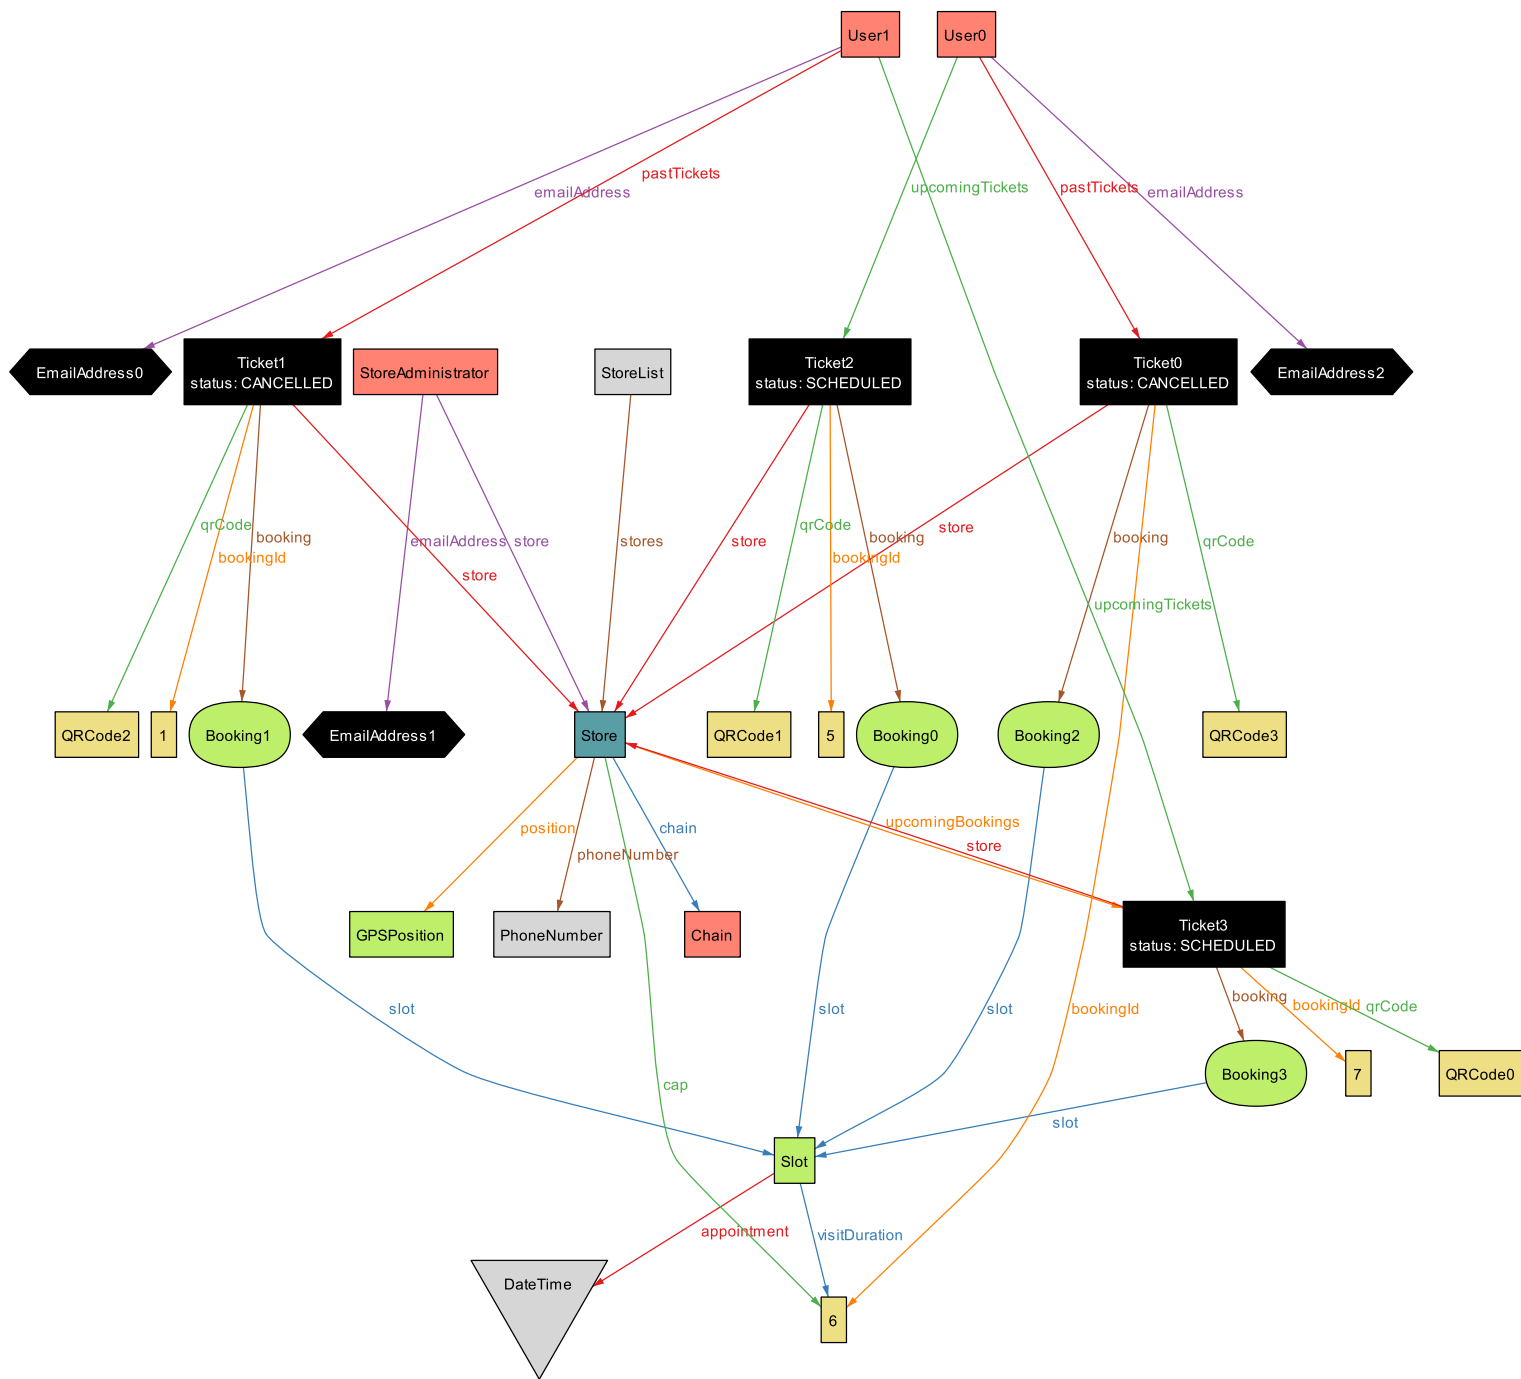 User1
User0
pastTickets
upcomingTickets
pastTickets
emailAddress
emailAddress
EmailAddress0
Ticket1
status: CANCELLED
StoreAdministrator
StoreList
Ticket2
status: SCHEDULED
Ticket0
status: CANCELLED
EmailAddress2
qrCode
booking
bookingId
emailAddress
store
store
stores
store
qrCode
booking
bookingId
store
booking
qrCode
upcomingTickets
QRCode2
1
Booking1
EmailAddress1
Store
QRCode1
5
Booking0
Booking2
QRCode3
position
phoneNumber
chain
upcomingBookings
store
GPSPosition
PhoneNumber
Chain
Ticket3
status: SCHEDULED
slot
slot
slot
bookingId
booking
bookingId
qrCode
cap
Booking3
7
QRCode0
slot
Slot
appointment
visitDuration
DateTime
6